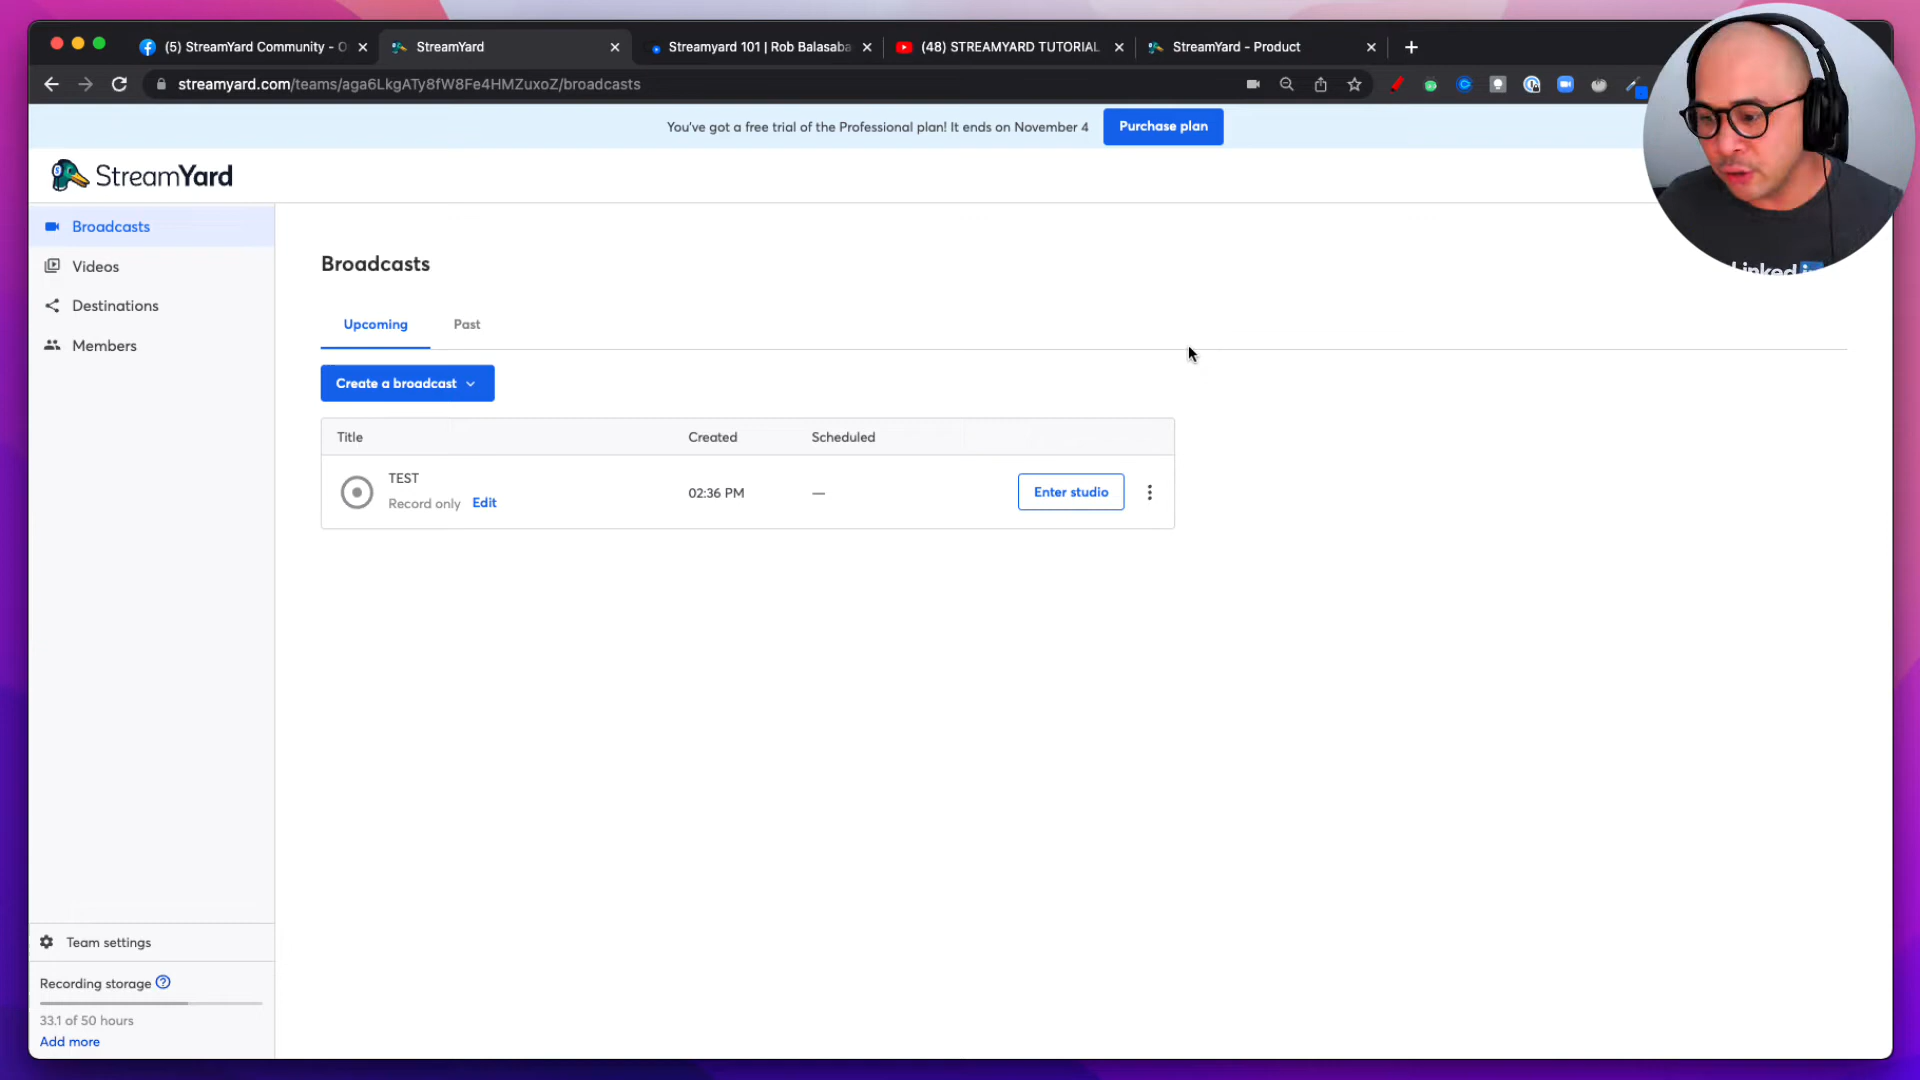 (5) StreamYard Community - O
StreamYard
Streamyard 101 | Rob Balasaba
(48) STREAMYARD TUTORIAL
StreamYard - Product
streamyard.com/teams/aga6LkgATy8fW8Fe4HMZuxoZ/broadcasts
You've got a free trial of the Professional plan! It ends on November 4
Purchase plan
StreamYard
Broadcasts
Videos
Destinations
Members
Broadcasts
Upcoming
Past
Create a broadcast
Title
Created
Scheduled
TEST
Record only
Edit
02:36 PM
—
Enter studio
Team settings
Recording storage
33.1 of 50 hours
Add more
Linked in